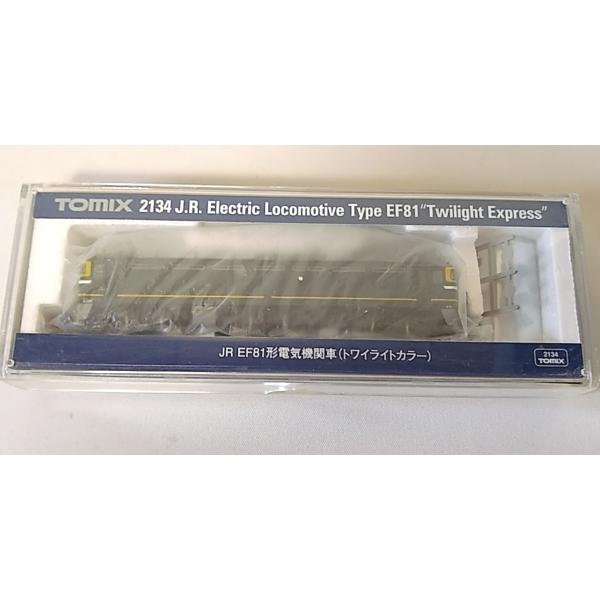 TOMIX 2134 J.R. Electric Locomotive Type EF81 "Twilight Express"
JR EF81形電気機関車(トワイライトカラー)
2134
TOMIX